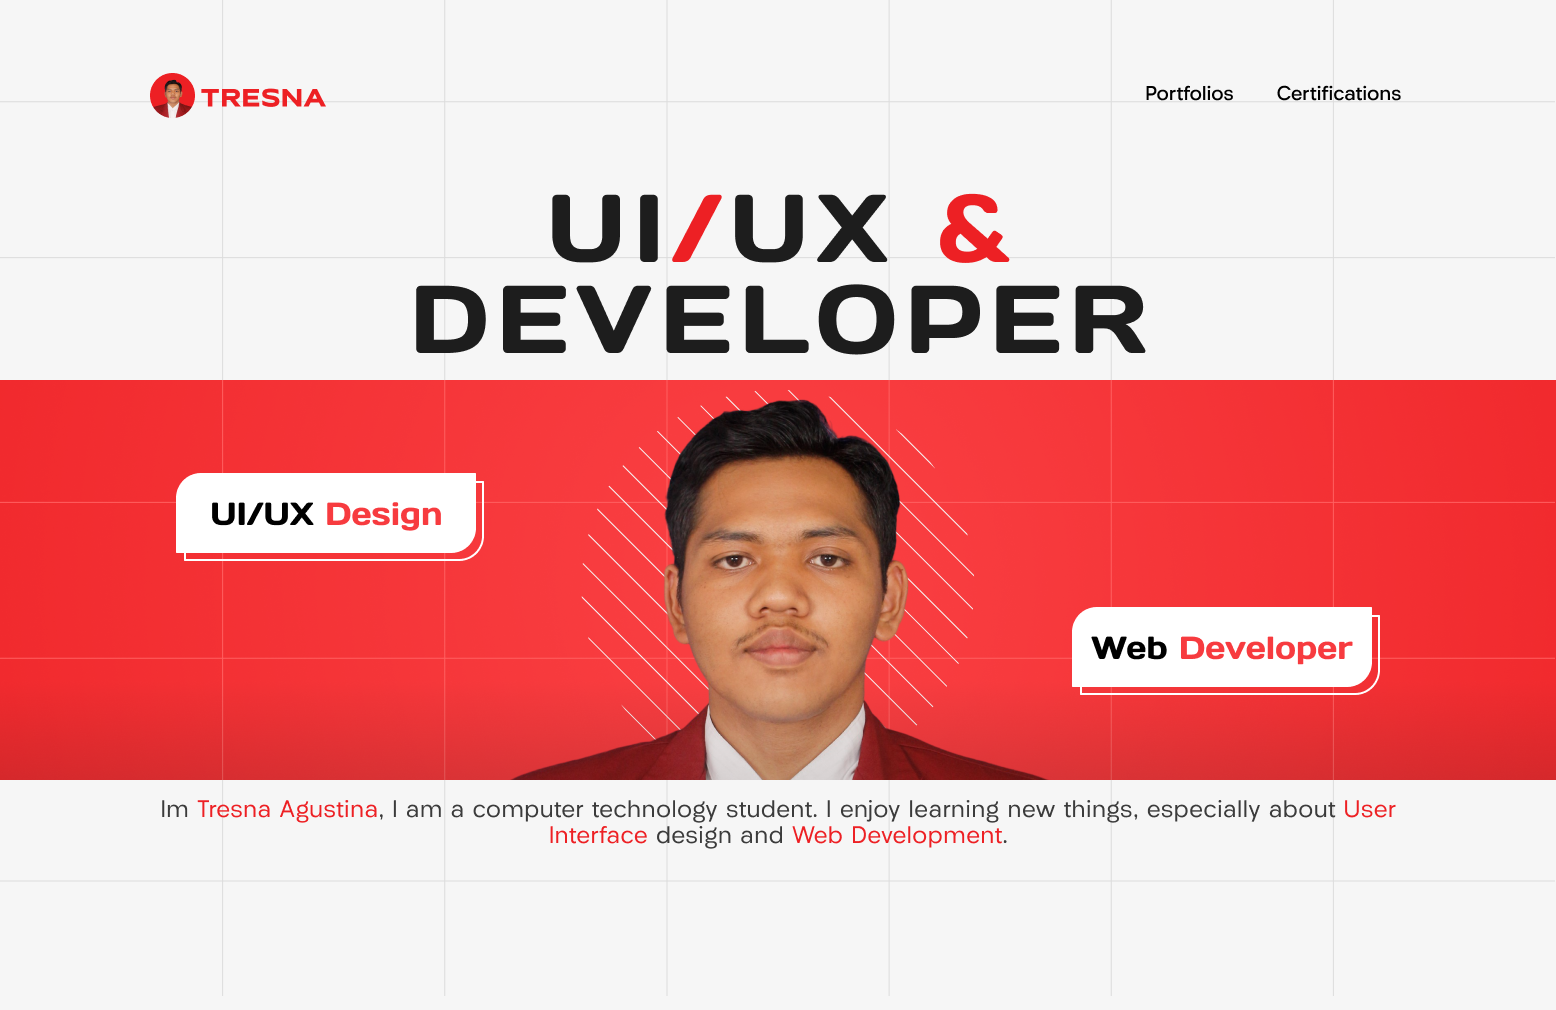 TRESNA
Portfolios
Certifications
UI/UX &
DEVELOPER
UI/UX Design
Web Developer
Im Tresna Agustina, I am a computer technology student. I enjoy learning new things, especially about User
Interface design and Web Development.